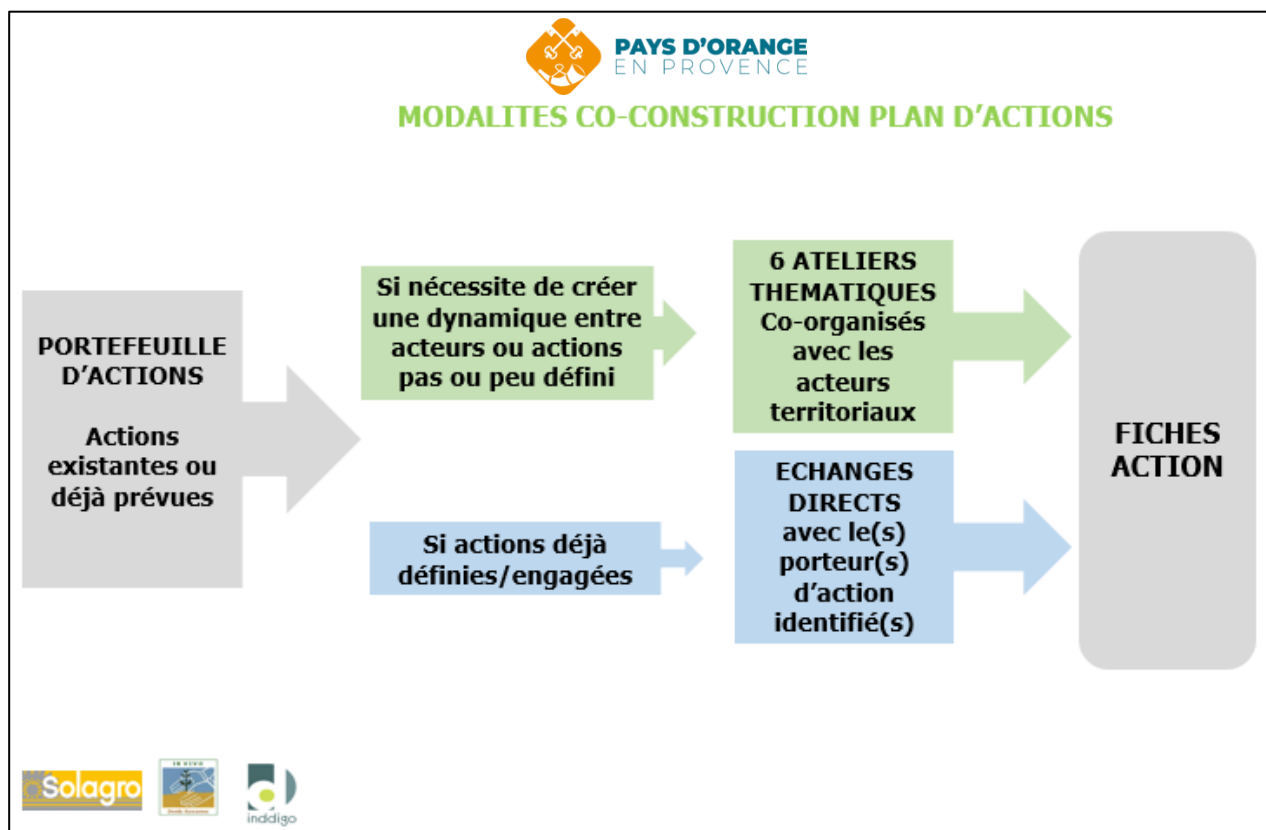 PAYS D'ORANGE
EN PROVENCE
MODALITES CO-CONSTRUCTION PLAN D'ACTIONS
PORTEFEUILLE
D'ACTIONS
Actions
existantes ou
déjà prévues
Si nécessite de créer
une dynamique entre
acteurs ou actions
pas ou peu défini
6 ATELIERS
THEMATIQUES
Co-organisés
avec les
acteurs
territoriaux
Si actions déjà
définies/engagées
ECHANGES
DIRECTS
avec le(s)
porteur(s)
d'action
identifié(s)
FICHES
ACTION
Solagro
IN VIVO
inddigo